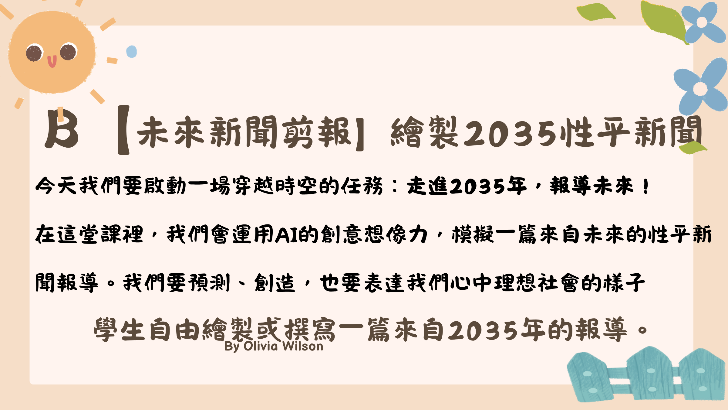 B 【未來新聞剪報】繪製2035性平新聞
今天我們要啟動一場穿越時空的任務：走進2035年，報導未來！
在這堂課裡，我們會運用AI的創意想像力，模擬一篇來自未來的性平新
聞報導。我們要預測、創造，也要表達我們心中理想社會的樣子
學生自由繪製或撰寫一篇來自2035年的報導。
By Olivia Wilson